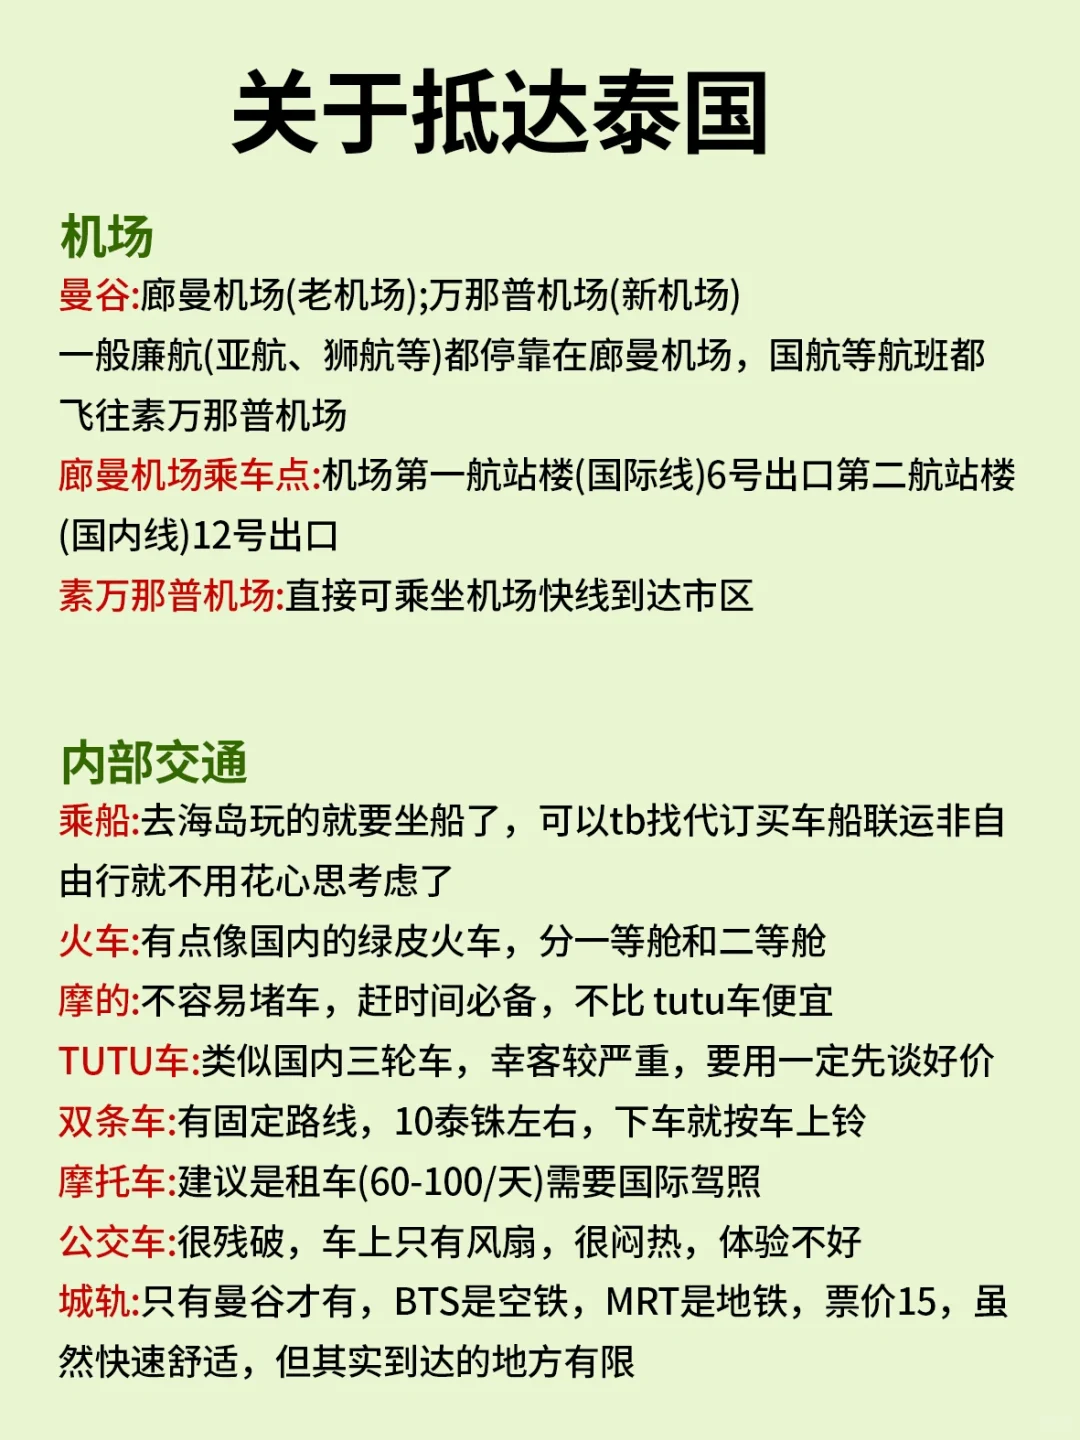 关于抵达泰国
机场
曼谷:廊曼机场(老机场);万那普机场(新机场)
一般廉航(亚航、狮航等)都停靠在廊曼机场，国航等航班都
飞往素万那普机场
廊曼机场乘车点:机场第一航站楼(国际线)6号出口第二航站楼
(国内线)12号出口
素万那普机场:直接可乘坐机场快线到达市区
内部交通
乘船:去海岛玩的就要坐船了，可以tb找代订买车船联运非自
由行就不用花心思考虑了
火车:有点像国内的绿皮火车，分一等舱和二等舱
摩的:不容易堵车，赶时间必备，不比 tutu车便宜
TUTU车:类似国内三轮车，幸客较严重，要用一定先谈好价
双条车:有固定路线，10泰铢左右，下车就按车上铃
摩托车:建议是租车(60-100/天)需要国际驾照
公交车:很残破，车上只有风扇，很闷热，体验不好
城轨:只有曼谷才有，BTS是空铁，MRT是地铁，票价15，虽
然快速舒适，但其实到达的地方有限